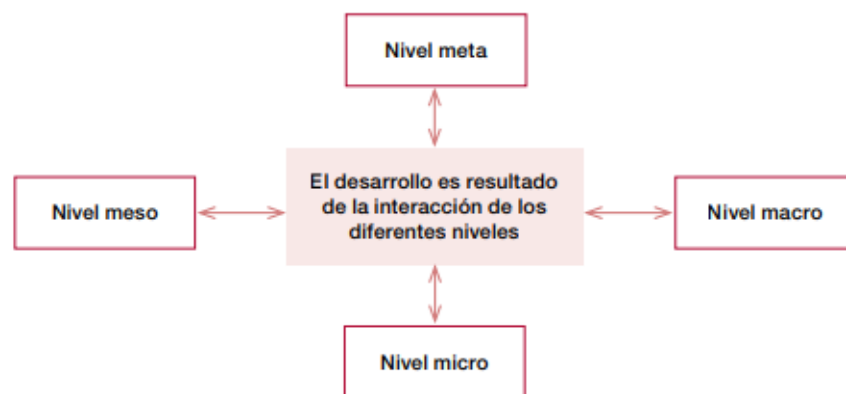 Nivel meta
El desarrollo es resultado
de la interacción de los
diferentes niveles
Nivel meso
Nivel macro
Nivel micro